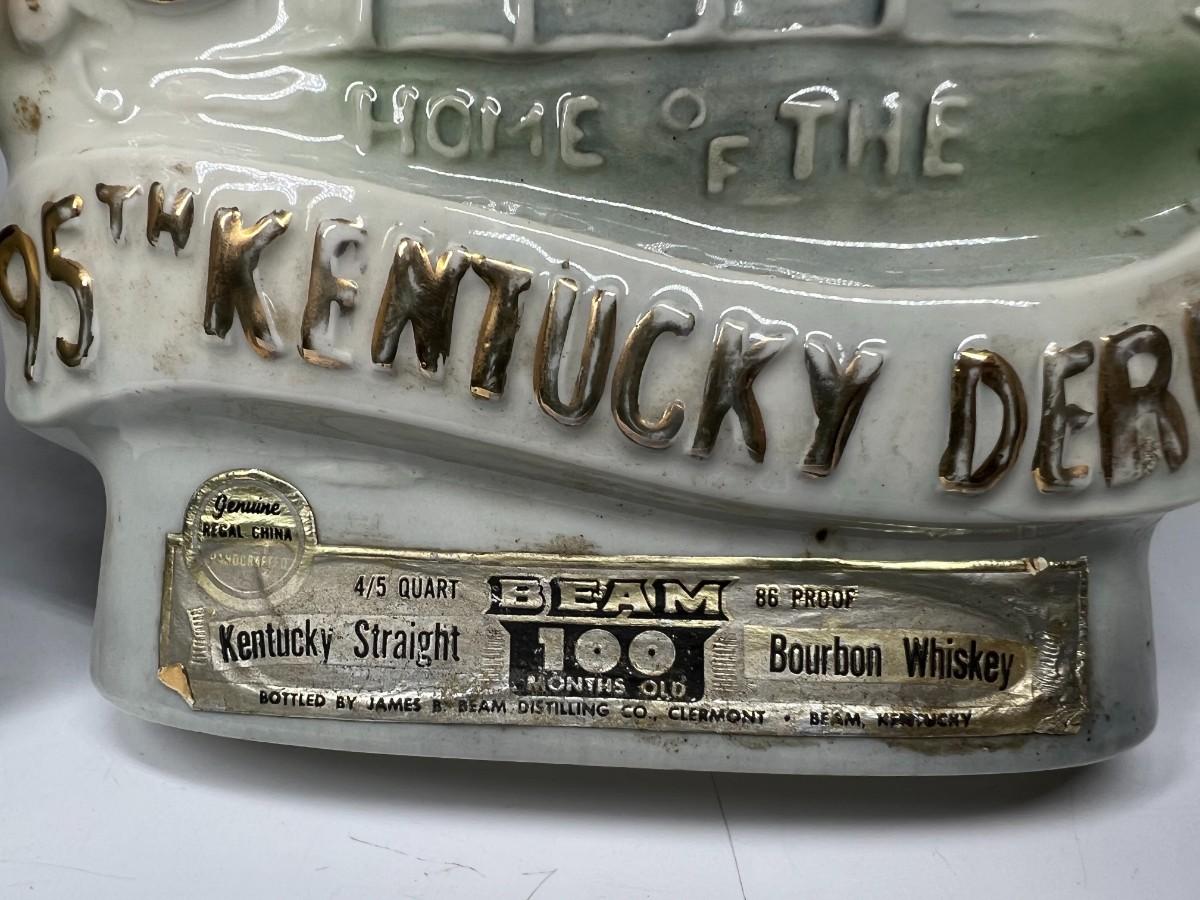 HOME OF THE
95TH KENTUCKY DER
Genuine
REGAL CHINA
HANDCRAFTED
4/5 QUART BEAM 86 PROOF
Kentucky Straight 100 Bourbon Whiskey
MONTHS OLD
BOTTLED BY JAMES B. BEAM DISTILLING CO., CLERMONT • BEAM, KENTUCKY